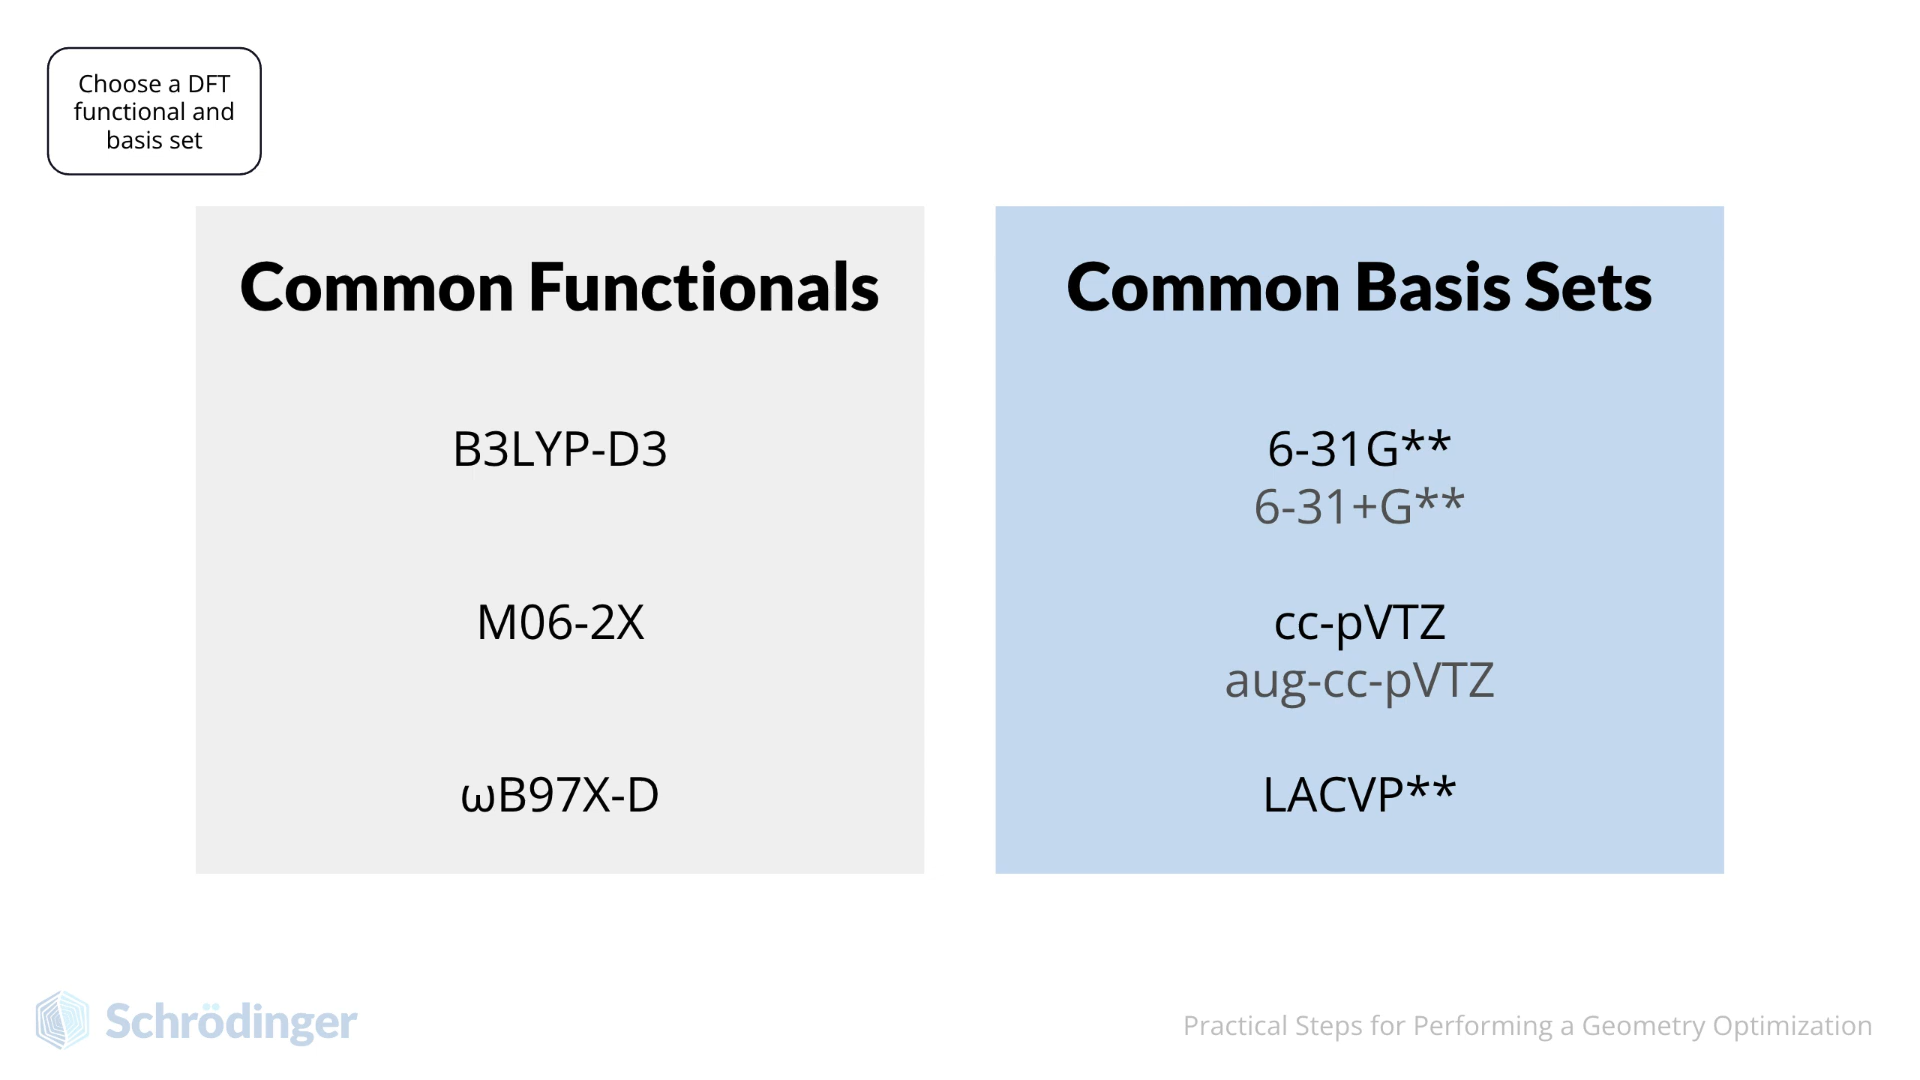 Choose a DFT
functional and
basis set
Common Functionals
B3LYP-D3
M06-2X
ωB97X-D
Common Basis Sets
6-31G**
6-31+G**
cc-pVTZ
aug-cc-pVTZ
LACVP**
Schrödinger
Practical Steps for Performing a Geometry Optimization